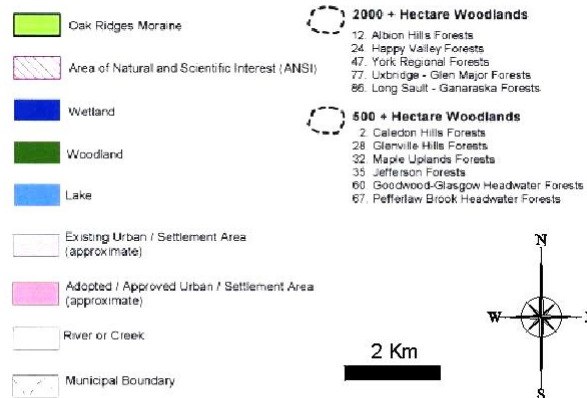 Oak Ridges Moraine
Area of Natural and Scientific Interest (ANSI)
Wetland
Woodland
Lake
Existing Urban / Settlement Area
(approximate)
Adopted / Approved Urban / Settlement Area
(approximate)
River or Creek
Municipal Boundary
2000 + Hectare Woodlands
12. Albion Hills Forests
24. Happy Valley Forests
47. York Regional Forests
77. Uxbridge - Glen Major Forests
86. Long Sault - Ganaraska Forests
500 + Hectare Woodlands
2. Caledon Hills Forests
28. Glenville Hills Forests
32. Maple Uplands Forests
35. Jefferson Forests
60. Goodwood-Glasgow Headwater Forests
67. Pefferlaw Brook Headwater Forests
N
W
S
2 Km